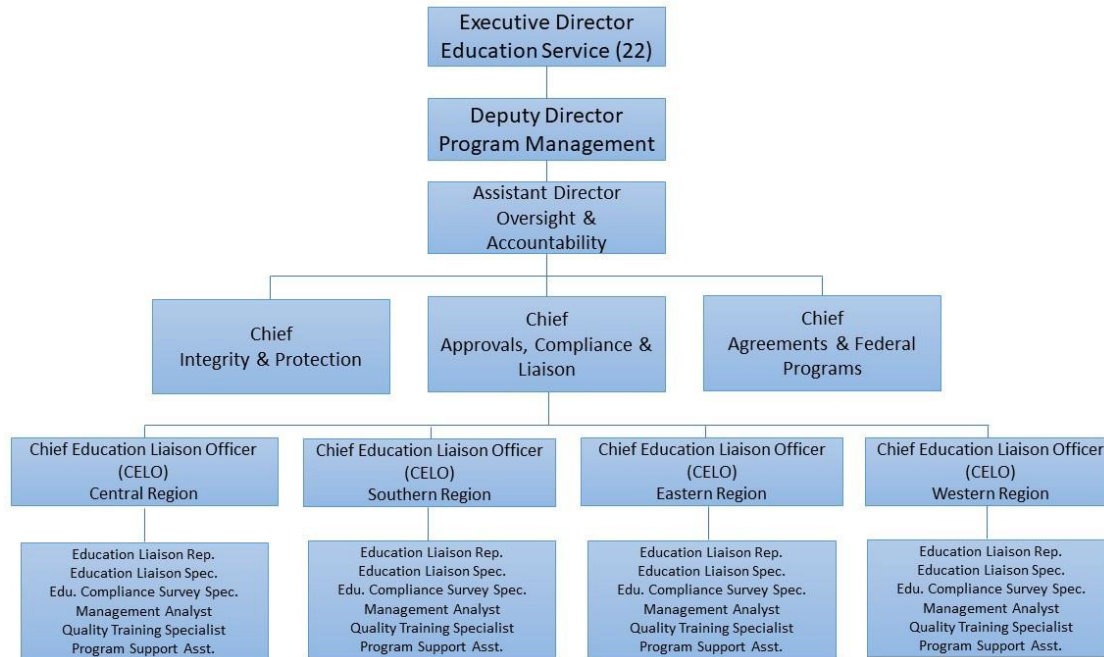 Executive Director
Education Service (22)
Deputy Director
Program Management
Assistant Director
Oversight &
Accountability
Chief
Integrity & Protection
Chief
Approvals, Compliance &
Liaison
Chief
Agreements & Federal
Programs
Chief Education Liaison Officer
(CELO)
Central Region
Chief Education Liaison Officer
(CELO)
Southern Region
Chief Education Liaison Officer
(CELO)
Eastern Region
Chief Education Liaison Officer
(CELO)
Western Region
Education Liaison Rep.
Education Liaison Spec.
Edu. Compliance Survey Spec.
Management Analyst
Quality Training Specialist
Program Support Asst.
Education Liaison Rep.
Education Liaison Spec.
Edu. Compliance Survey Spec.
Management Analyst
Quality Training Specialist
Program Support Asst.
Education Liaison Rep.
Education Liaison Spec.
Edu. Compliance Survey Spec.
Management Analyst
Quality Training Specialist
Program Support Asst.
Education Liaison Rep.
Education Liaison Spec.
Edu. Compliance Survey Spec.
Management Analyst
Quality Training Specialist
Program Support Asst.